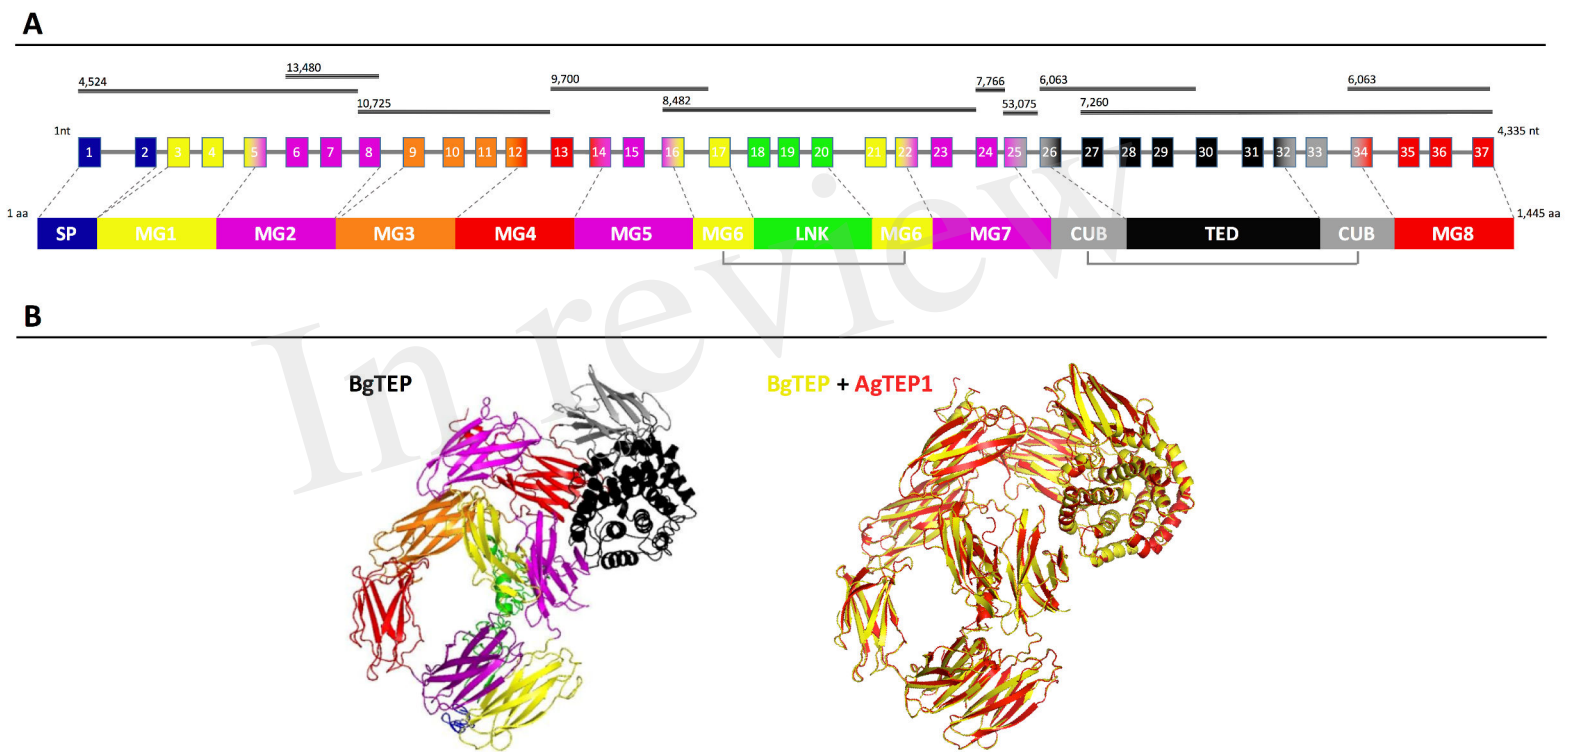 A
13,480
4,524
9,700
7,766
6,063
6,063
10,725
8,482
53,075
7,260
1nt
4,335 nt
1 2 3 4 5 6 7 8 9 10 11 12 13 14 15 16 17 18 19 20 21 22 23 24 25 26 27 28 29 30 31 32 33 34 35 36 37
1 aa
1,445 aa
SP MG1 MG2 MG3 MG4 MG5 MG6 LNK MG6 MG7 CUB TED CUB MG8
B
BgTEP
BgTEP + AgTEP1
In review